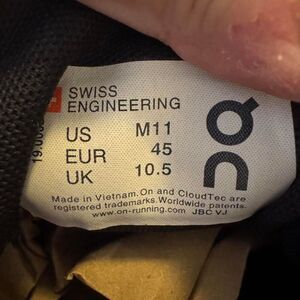 SWISS
ENGINEERING
US M11
EUR 45
UK 10.5
Made in Vietnam. On and CloudTec are
registered trademarks. Worldwide patents.
www.on-running.com JBC VJ